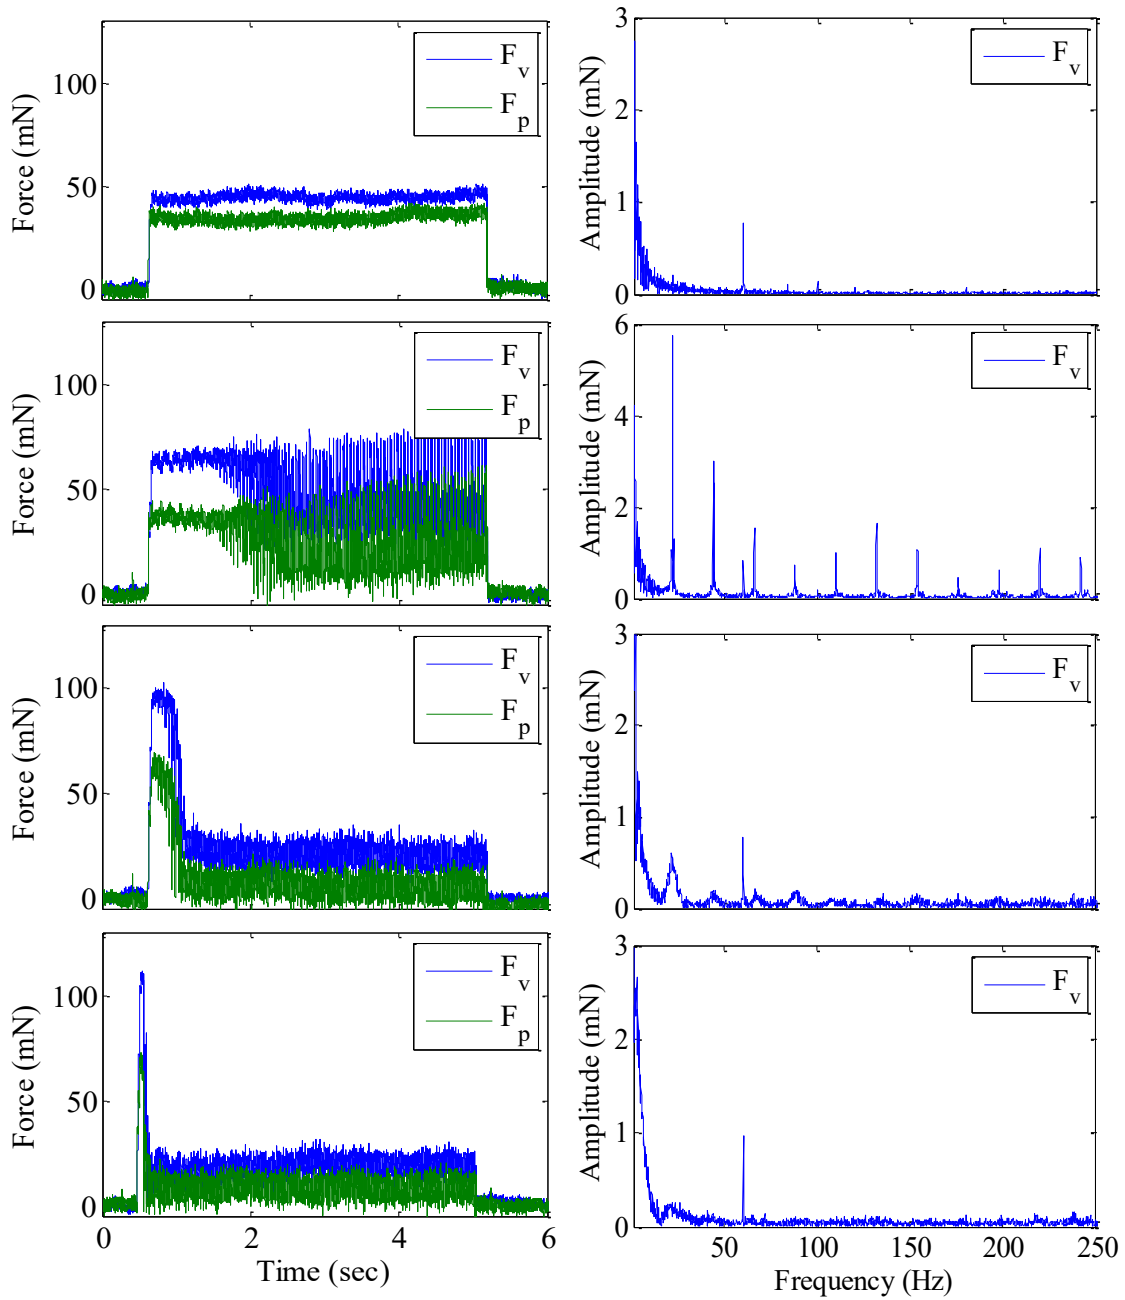 3
F_v
F_p
100
50
0
Force (mN)
F_v
2
1
0
Amplitude (mN)
F_v
F_p
100
50
0
Force (mN)
6
F_v
4
2
0
Amplitude (mN)
F_v
F_p
100
50
0
Force (mN)
3
F_v
2
1
0
Amplitude (mN)
F_v
F_p
100
50
0
Force (mN)
0 2 4 6
Time (sec)
3
F_v
2
1
0
Amplitude (mN)
50 100 150 200 250
Frequency (Hz)